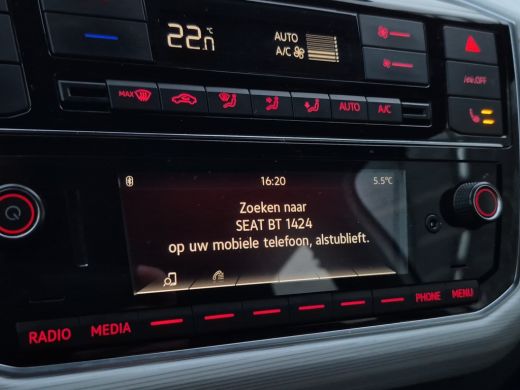 22.0 °C
AUTO
A/C
OFF
MAX
AUTO
A/C
16:20
5.5°C
Zoeken naar
SEAT BT 1424
op uw mobiele telefoon, alstublieft.
RADIO
MEDIA
PHONE
MENU